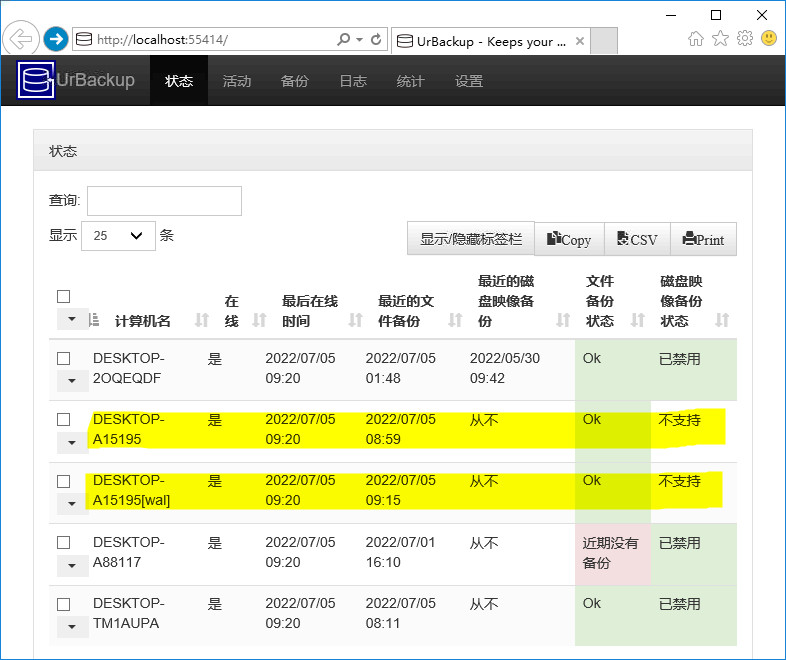 http://localhost:55414/
UrBackup - Keeps your ...
UrBackup 状态 活动 备份 日志 统计 设置
状态
查询:
显示 25 条
显示/隐藏标签栏 Copy CSV Print
计算机名
在
线
最后在线
时间
最近的文
件备份
最近的磁
盘映像备
份
文件
备份
状态
磁盘映
像备份
状态
DESKTOP- 是 2022/07/05 2022/07/05 2022/05/30 Ok 已禁用
2OQEQDF 09:20 01:48 09:42
DESKTOP- 是 2022/07/05 2022/07/05 从不 Ok 不支持
A15195 09:20 08:59
DESKTOP- 是 2022/07/05 2022/07/05 从不 Ok 不支持
A15195[wal] 09:20 09:15
DESKTOP- 是 2022/07/05 2022/07/01 从不 近期没有 已禁用
A88117 09:20 16:10 备份
DESKTOP- 是 2022/07/05 2022/07/05 从不 Ok 已禁用
TM1AUPA 09:20 08:11